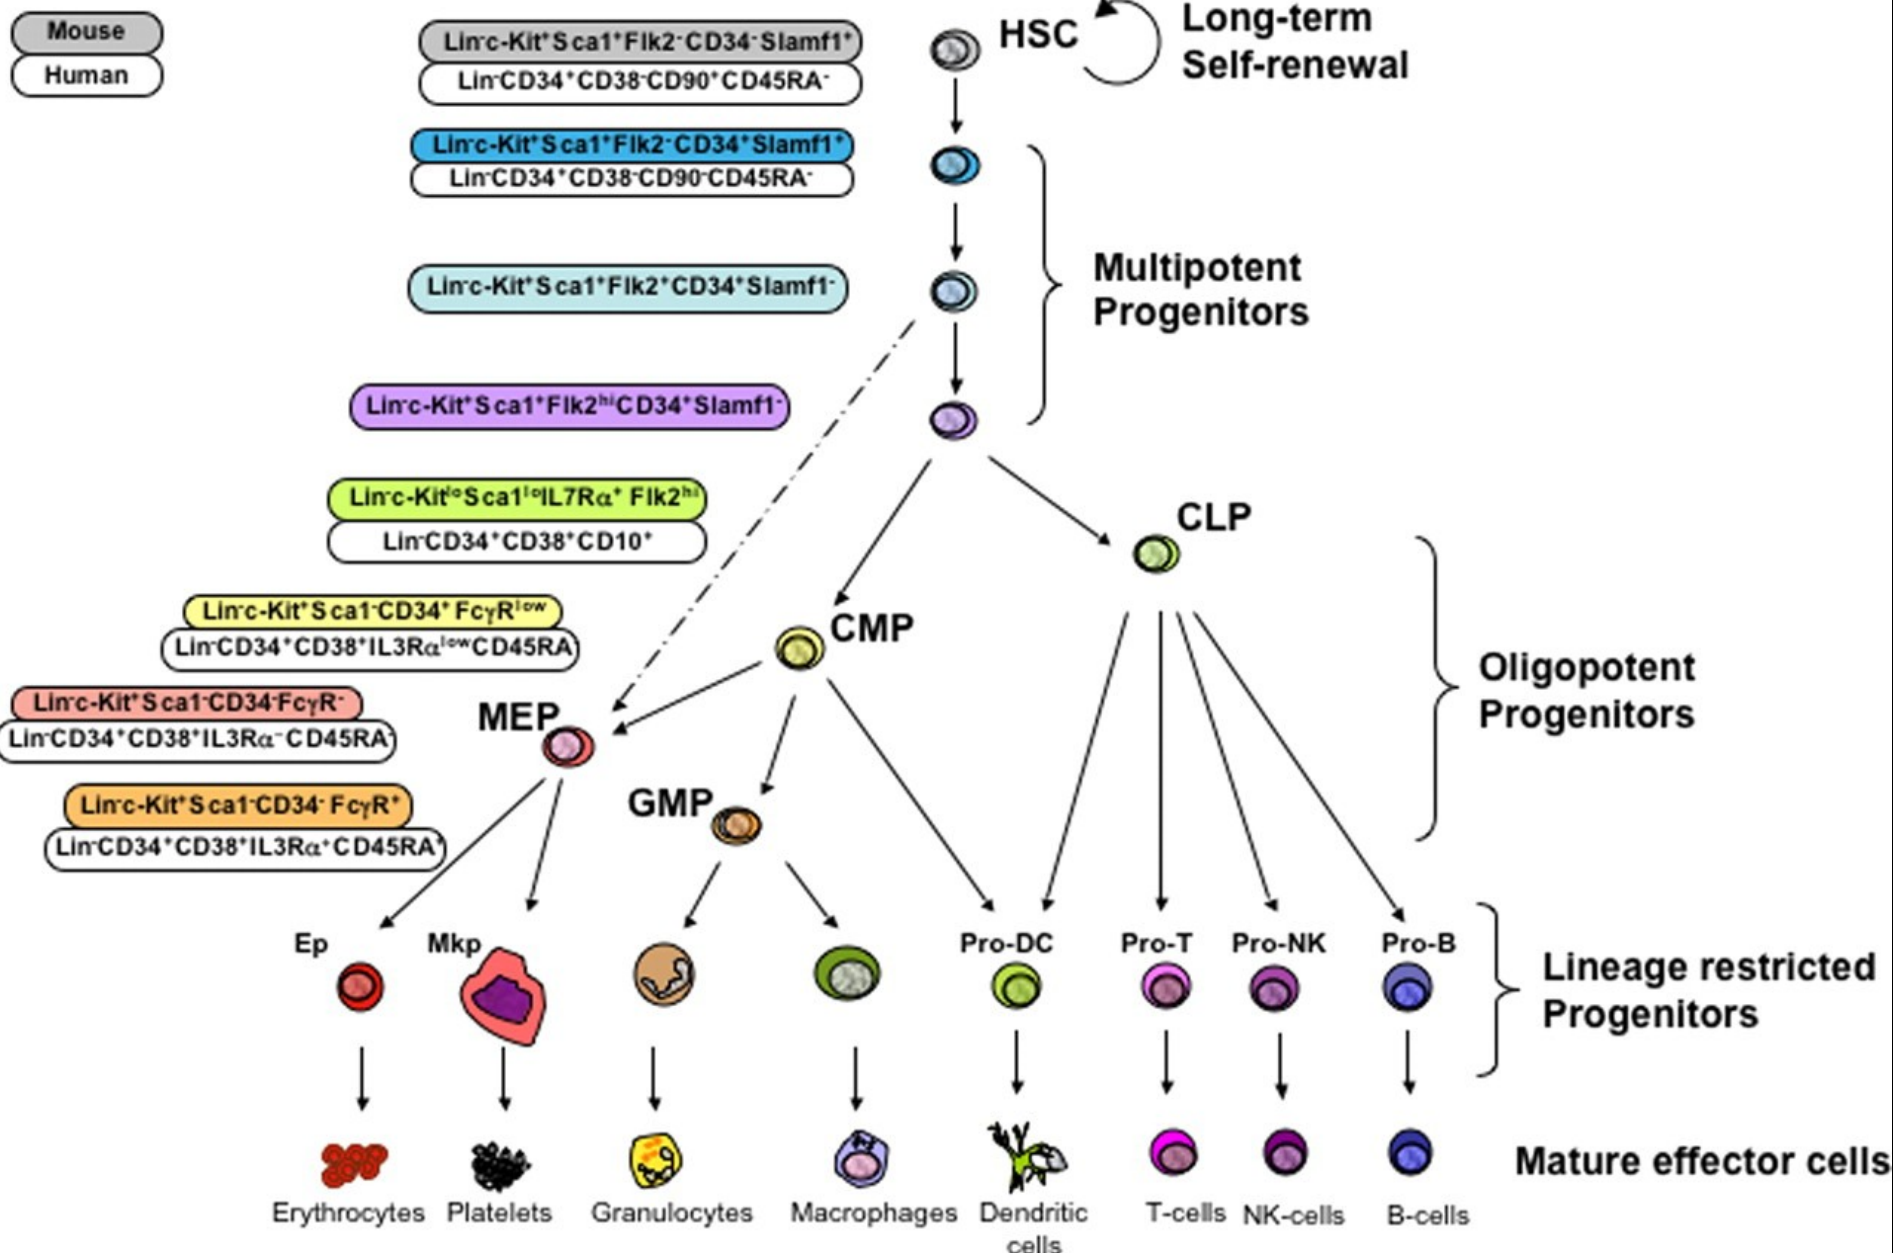 Mouse
Human
Lin⁻c-Kit⁺Sca1⁺Flk2⁻CD34⁻Slamf1⁺
Lin⁻CD34⁺CD38⁻CD90⁺CD45RA⁻
HSC
Long-term
Self-renewal
Lin⁻c-Kit⁺Sca1⁺Flk2⁻CD34⁺Slamf1⁺
Lin⁻CD34⁺CD38⁻CD90⁻CD45RA⁻
Lin⁻c-Kit⁺Sca1⁺Flk2⁺CD34⁺Slamf1⁻
Multipotent
Progenitors
Lin⁻c-Kit⁺Sca1⁺Flk2ʰⁱCD34⁺Slamf1⁻
Lin⁻c-KitˡᵒSca1ˡᵒIL7Rα⁺ Flk2ʰⁱ
Lin⁻CD34⁺CD38⁺CD10⁺
CLP
Lin⁻c-Kit⁺Sca1⁻CD34⁺ FcγRˡᵒʷ
Lin⁻CD34⁺CD38⁺IL3RαˡᵒʷCD45RA⁻
CMP
Oligopotent
Progenitors
Lin⁻c-Kit⁺Sca1⁻CD34⁻FcγR⁻
Lin⁻CD34⁺CD38⁺IL3Rα⁻CD45RA⁻
MEP
Lin⁻c-Kit⁺Sca1⁻CD34⁻ FcγR⁺
Lin⁻CD34⁺CD38⁺IL3Rα⁺CD45RA⁺
GMP
Ep
Mkp
Pro-DC
Pro-T
Pro-NK
Pro-B
Lineage restricted
Progenitors
Mature effector cells
Erythrocytes
Platelets
Granulocytes
Macrophages
Dendritic
cells
T-cells
NK-cells
B-cells